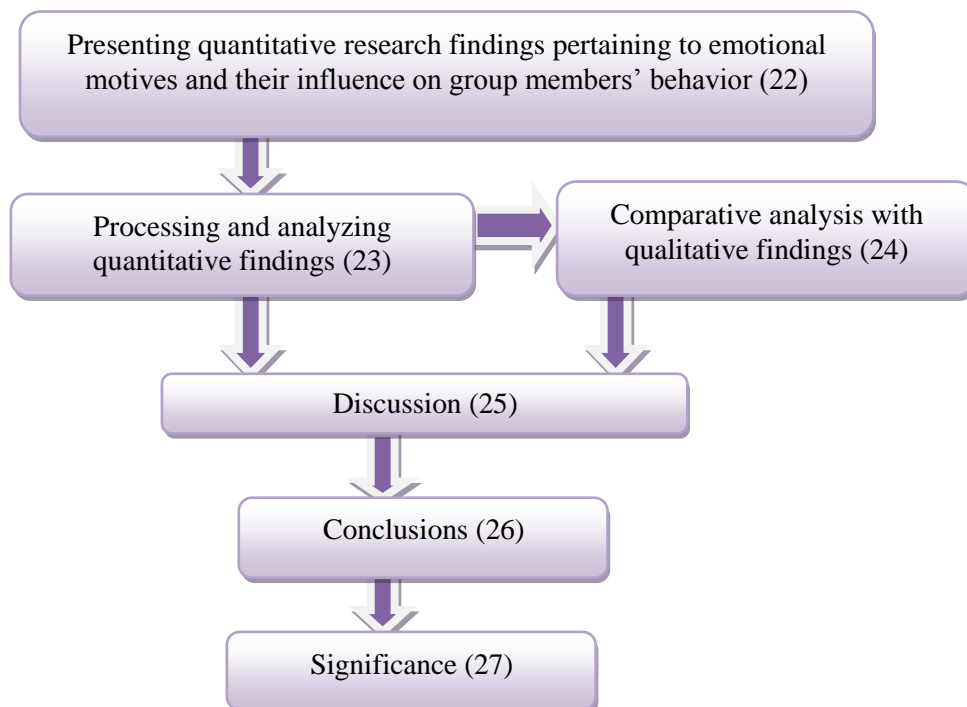 Presenting quantitative research findings pertaining to emotional
motives and their influence on group members’ behavior (22)
Processing and analyzing
quantitative findings (23)
Comparative analysis with
qualitative findings (24)
Discussion (25)
Conclusions (26)
Significance (27)